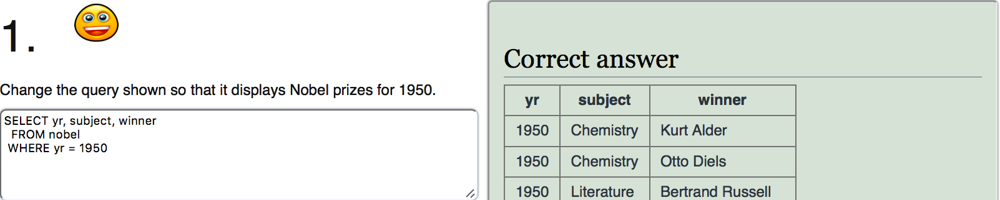 1.
Change the query shown so that it displays Nobel prizes for 1950.
SELECT yr, subject, winner
FROM nobel
WHERE yr = 1950
Correct answer
yr subject winner
1950 Chemistry Kurt Alder
1950 Chemistry Otto Diels
1950 Literature Bertrand Russell